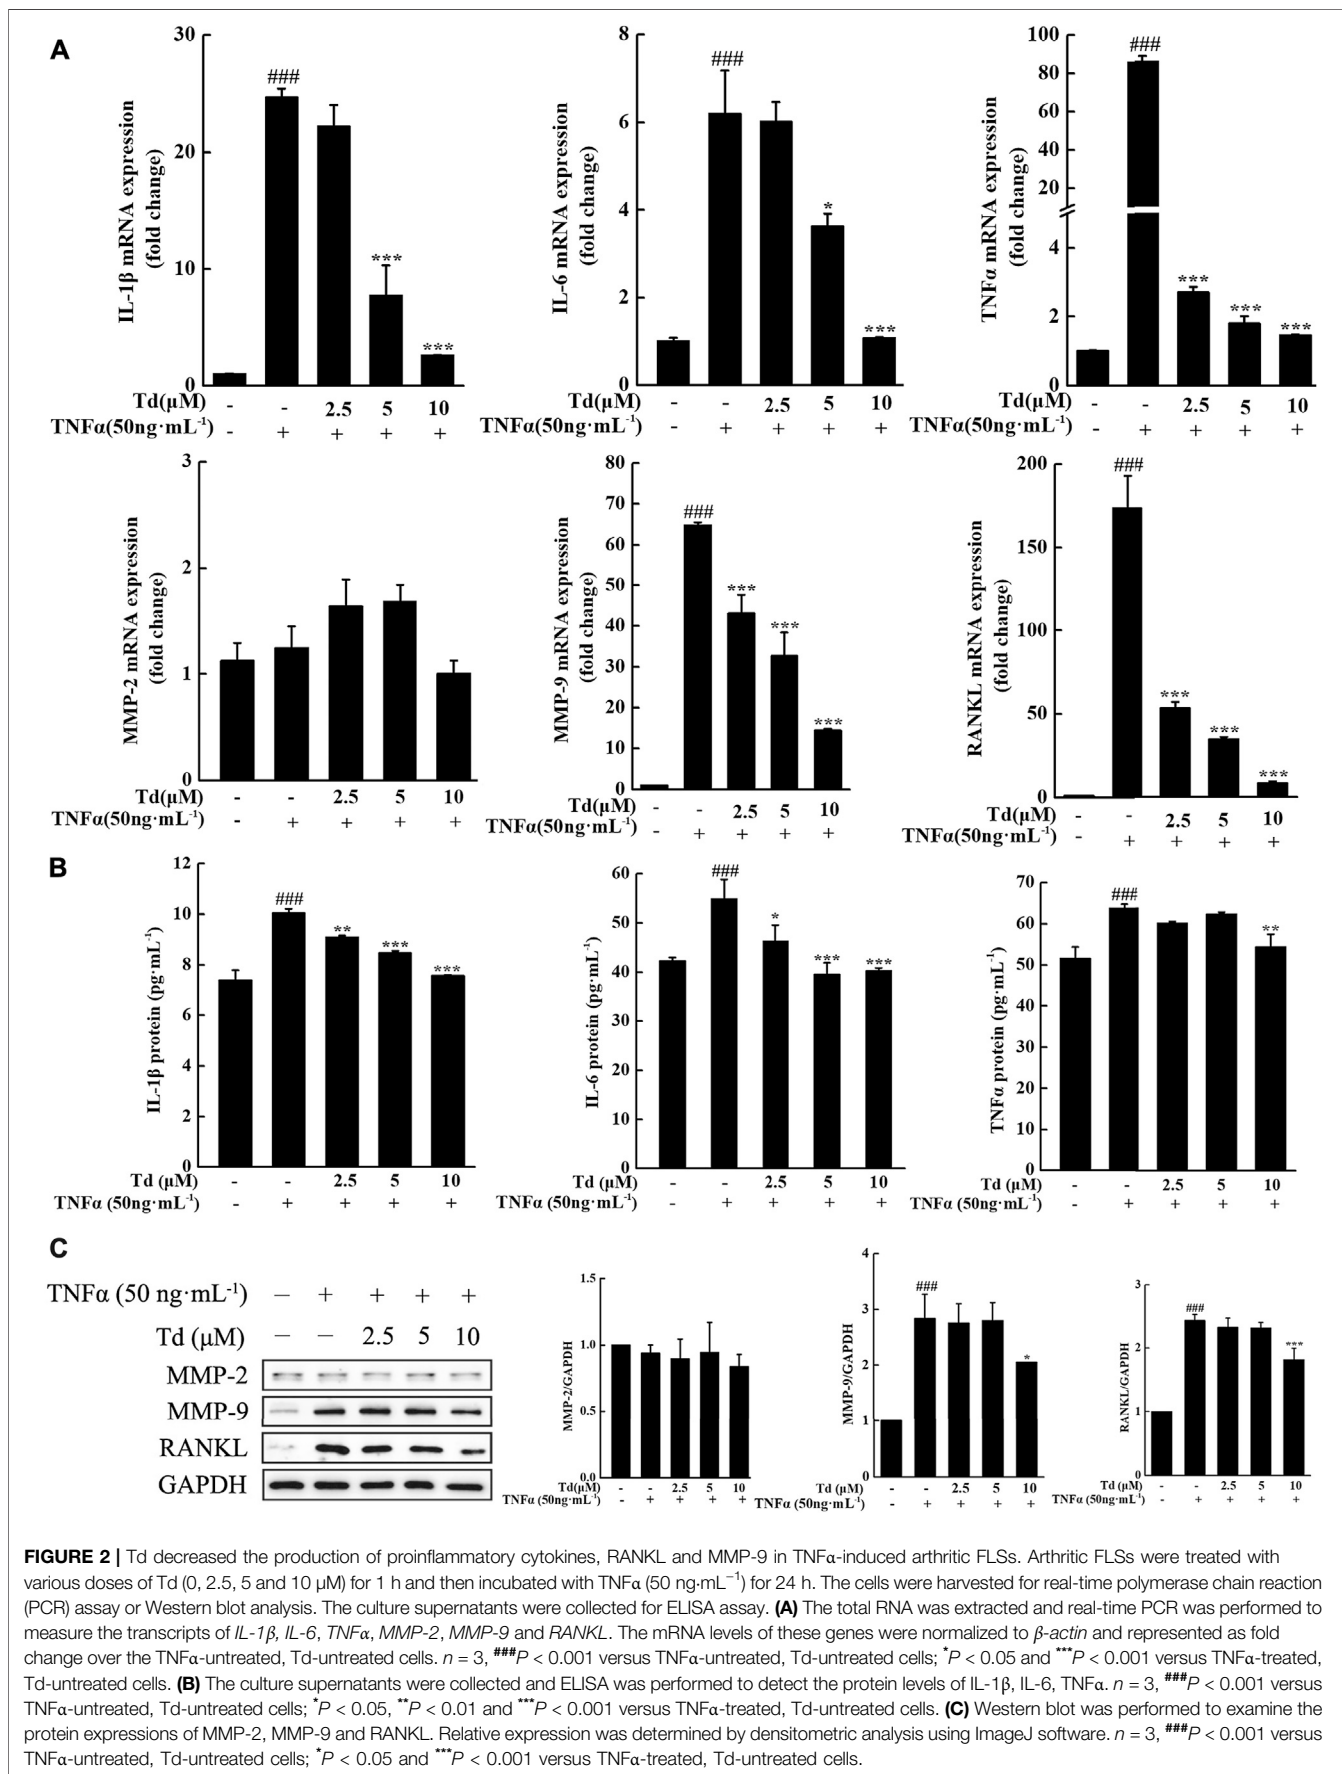 A
30
20
10
0
IL-1β mRNA expression
(fold change)
###
***
***
Td(μM) - - 2.5 5 10
TNFα(50ng·mL⁻¹) - + + + +
8
6
4
2
0
IL-6 mRNA expression
(fold change)
###
*
***
Td(μM) - - 2.5 5 10
TNFα(50ng·mL⁻¹) - + + + +
100
80
60
40
20
4
2
0
TNFα mRNA expression
(fold change)
###
***
***
***
Td(μM) - - 2.5 5 10
TNFα(50ng·mL⁻¹) - + + + +
3
2
1
0
MMP-2 mRNA expression
(fold change)
Td(μM) - - 2.5 5 10
TNFα(50ng·mL⁻¹) - + + + +
80
70
60
50
40
30
20
10
0
MMP-9 mRNA expression
(fold change)
###
***
***
***
Td(μM) - - 2.5 5 10
TNFα(50ng·mL⁻¹) - + + + +
200
150
100
50
0
RANKL mRNA expression
(fold change)
###
***
***
***
Td(μM) - - 2.5 5 10
TNFα(50ng·mL⁻¹) - + + + +
B
12
10
8
6
4
2
0
IL-1β protein (pg·mL⁻¹)
###
**
***
***
Td (μM) - - 2.5 5 10
TNFα (50ng·mL⁻¹) - + + + +
60
50
40
30
20
10
0
IL-6 protein (pg·mL⁻¹)
###
*
***
***
Td (μM) - - 2.5 5 10
TNFα (50ng·mL⁻¹) - + + + +
70
60
50
40
30
20
10
0
TNFα protein (pg·mL⁻¹)
###
**
Td (μM) - - 2.5 5 10
TNFα (50ng·mL⁻¹) - + + + +
C
TNFα (50 ng·mL⁻¹) – + + + +
Td (μM) – – 2.5 5 10
MMP-2
MMP-9
RANKL
GAPDH
1.5
1.0
0.5
0.0
MMP-2/GAPDH
Td(μM) - - 2.5 5 10
TNFα (50ng·mL⁻¹) - + + + +
4
3
2
1
0
MMP-9/GAPDH
###
*
Td (μM) - - 2.5 5 10
TNFα (50ng·mL⁻¹) - + + + +
3
2
1
0
RANKL/GAPDH
###
***
Td (μM) - - 2.5 5 10
TNFα (50ng·mL⁻¹) - + + + +
FIGURE 2 | Td decreased the production of proinflammatory cytokines, RANKL and MMP-9 in TNFα-induced arthritic FLSs. Arthritic FLSs were treated with
various doses of Td (0, 2.5, 5 and 10 μM) for 1 h and then incubated with TNFα (50 ng·mL⁻¹) for 24 h. The cells were harvested for real-time polymerase chain reaction
(PCR) assay or Western blot analysis. The culture supernatants were collected for ELISA assay. (A) The total RNA was extracted and real-time PCR was performed to
measure the transcripts of IL-1β, IL-6, TNFα, MMP-2, MMP-9 and RANKL. The mRNA levels of these genes were normalized to β-actin and represented as fold
change over the TNFα-untreated, Td-untreated cells. n = 3, ###P < 0.001 versus TNFα-untreated, Td-untreated cells; *P < 0.05 and ***P < 0.001 versus TNFα-treated,
Td-untreated cells. (B) The culture supernatants were collected and ELISA was performed to detect the protein levels of IL-1β, IL-6, TNFα. n = 3, ###P < 0.001 versus
TNFα-untreated, Td-untreated cells; *P < 0.05, **P < 0.01 and ***P < 0.001 versus TNFα-treated, Td-untreated cells. (C) Western blot was performed to examine the
protein expressions of MMP-2, MMP-9 and RANKL. Relative expression was determined by densitometric analysis using ImageJ software. n = 3, ###P < 0.001 versus
TNFα-untreated, Td-untreated cells; *P < 0.05 and ***P < 0.001 versus TNFα-treated, Td-untreated cells.